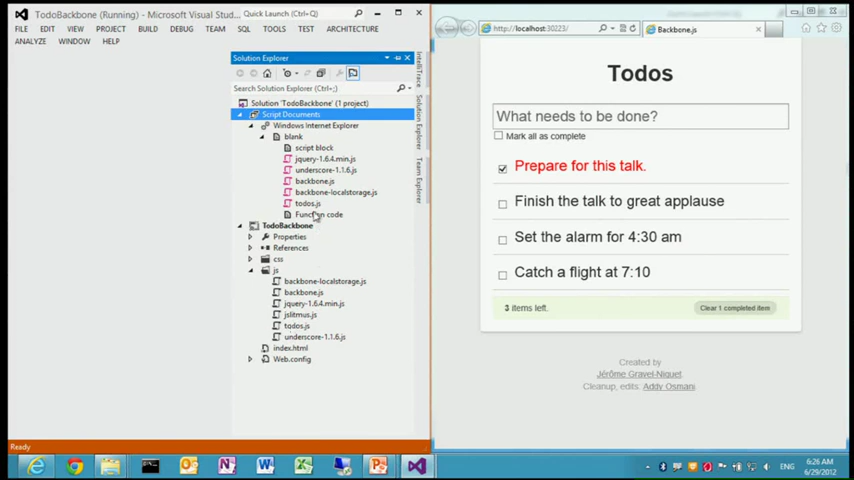 TodoBackbone (Running) - Microsoft Visual Stud...
Quick Launch (Ctrl+Q)
FILE EDIT VIEW PROJECT BUILD DEBUG TEAM SQL TOOLS TEST ARCHITECTURE
ANALYZE WINDOW HELP
Solution Explorer
Search Solution Explorer (Ctrl+;)
Solution 'TodoBackbone' (1 project)
Script Documents
Windows Internet Explorer
blank
script block
jquery-1.6.4.min.js
underscore-1.1.6.js
backbone.js
backbone-localstorage.js
todos.js
Function code
TodoBackbone
Properties
References
css
js
backbone-localstorage.js
backbone.js
jquery-1.6.4.min.js
jslitmus.js
todos.js
underscore-1.1.6.js
index.html
Web.config
IntelliTrace
Solution Explorer
Team Explorer
Ready
http://localhost:30223/
Backbone.js
Todos
What needs to be done?
Mark all as complete
Prepare for this talk.
Finish the talk to great applause
Set the alarm for 4:30 am
Catch a flight at 7:10
3 items left.
Clear 1 completed item
Created by
Jérôme Gravel-Niquet
Cleanup, edits: Addy Osmani
ENG
6:26 AM
6/29/2012